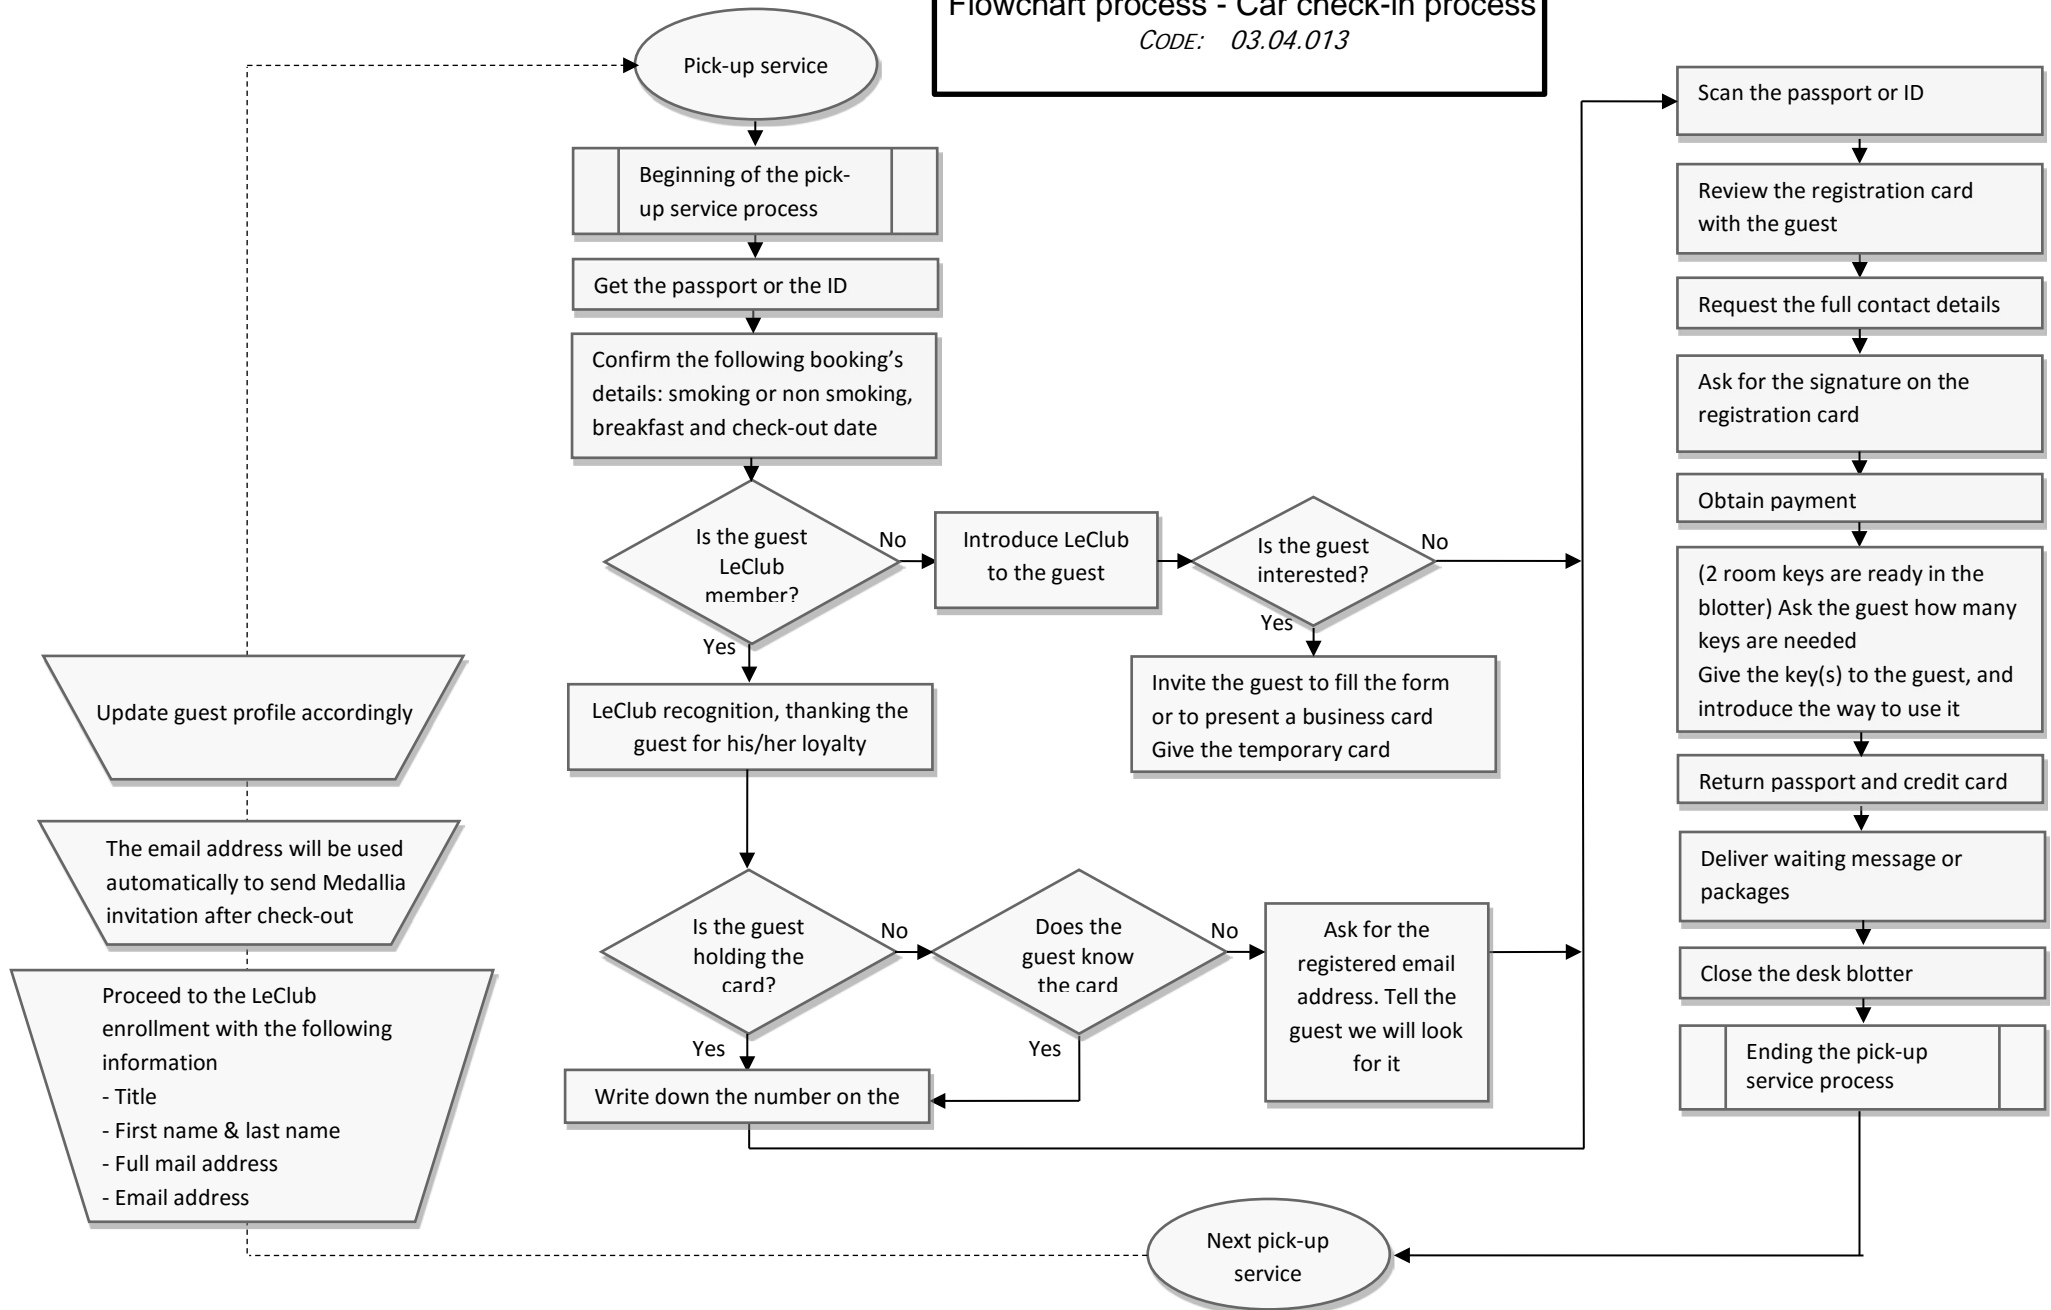 Flowchart process - Car check-in process
CODE: 03.04.013
Pick-up service
Beginning of the pick-
up service process
Get the passport or the ID
Confirm the following booking’s
details: smoking or non smoking,
breakfast and check-out date
Is the guest
LeClub
member?
No
Yes
Introduce LeClub
to the guest
Is the guest
interested?
No
Yes
Invite the guest to fill the form
or to present a business card
Give the temporary card
LeClub recognition, thanking the
guest for his/her loyalty
Is the guest
holding the
card?
No
Yes
Does the
guest know
the card
No
Yes
Ask for the
registered email
address. Tell the
guest we will look
for it
Write down the number on the
Scan the passport or ID
Review the registration card
with the guest
Request the full contact details
Ask for the signature on the
registration card
Obtain payment
(2 room keys are ready in the
blotter) Ask the guest how many
keys are needed
Give the key(s) to the guest, and
introduce the way to use it
Return passport and credit card
Deliver waiting message or
packages
Close the desk blotter
Ending the pick-up
service process
Next pick-up
service
Update guest profile accordingly
The email address will be used
automatically to send Medallia
invitation after check-out
Proceed to the LeClub
enrollment with the following
information
- Title
- First name & last name
- Full mail address
- Email address